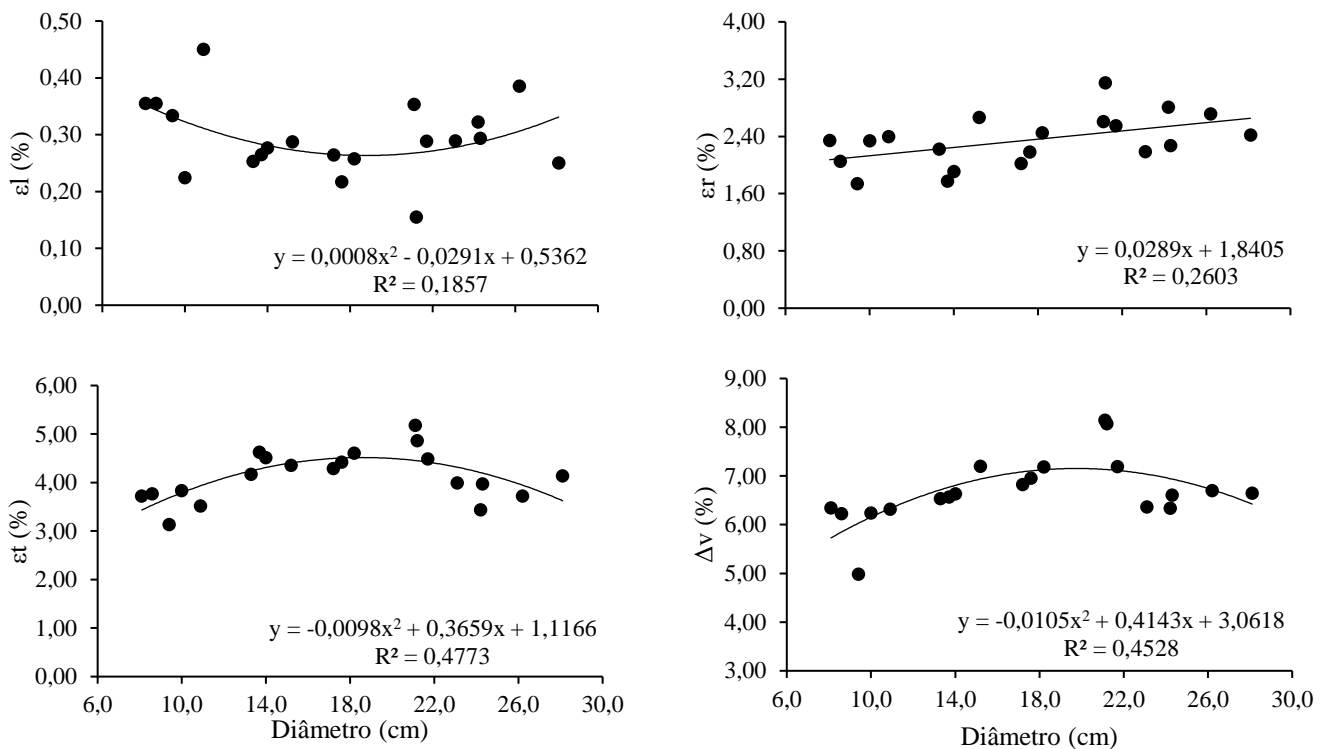 0,50
0,40
0,30
0,20
0,10
0,00
εl (%)
y = 0,0008x² - 0,0291x + 0,5362
R² = 0,1857
4,00
3,20
2,40
1,60
0,80
0,00
εr (%)
y = 0,0289x + 1,8405
R² = 0,2603
6,00
5,00
4,00
3,00
2,00
1,00
0,00
εt (%)
y = -0,0098x² + 0,3659x + 1,1166
R² = 0,4773
6,0 10,0 14,0 18,0 22,0 26,0 30,0
Diâmetro (cm)
9,00
8,00
7,00
6,00
5,00
4,00
3,00
Δv (%)
y = -0,0105x² + 0,4143x + 3,0618
R² = 0,4528
6,0 10,0 14,0 18,0 22,0 26,0 30,0
Diâmetro (cm)